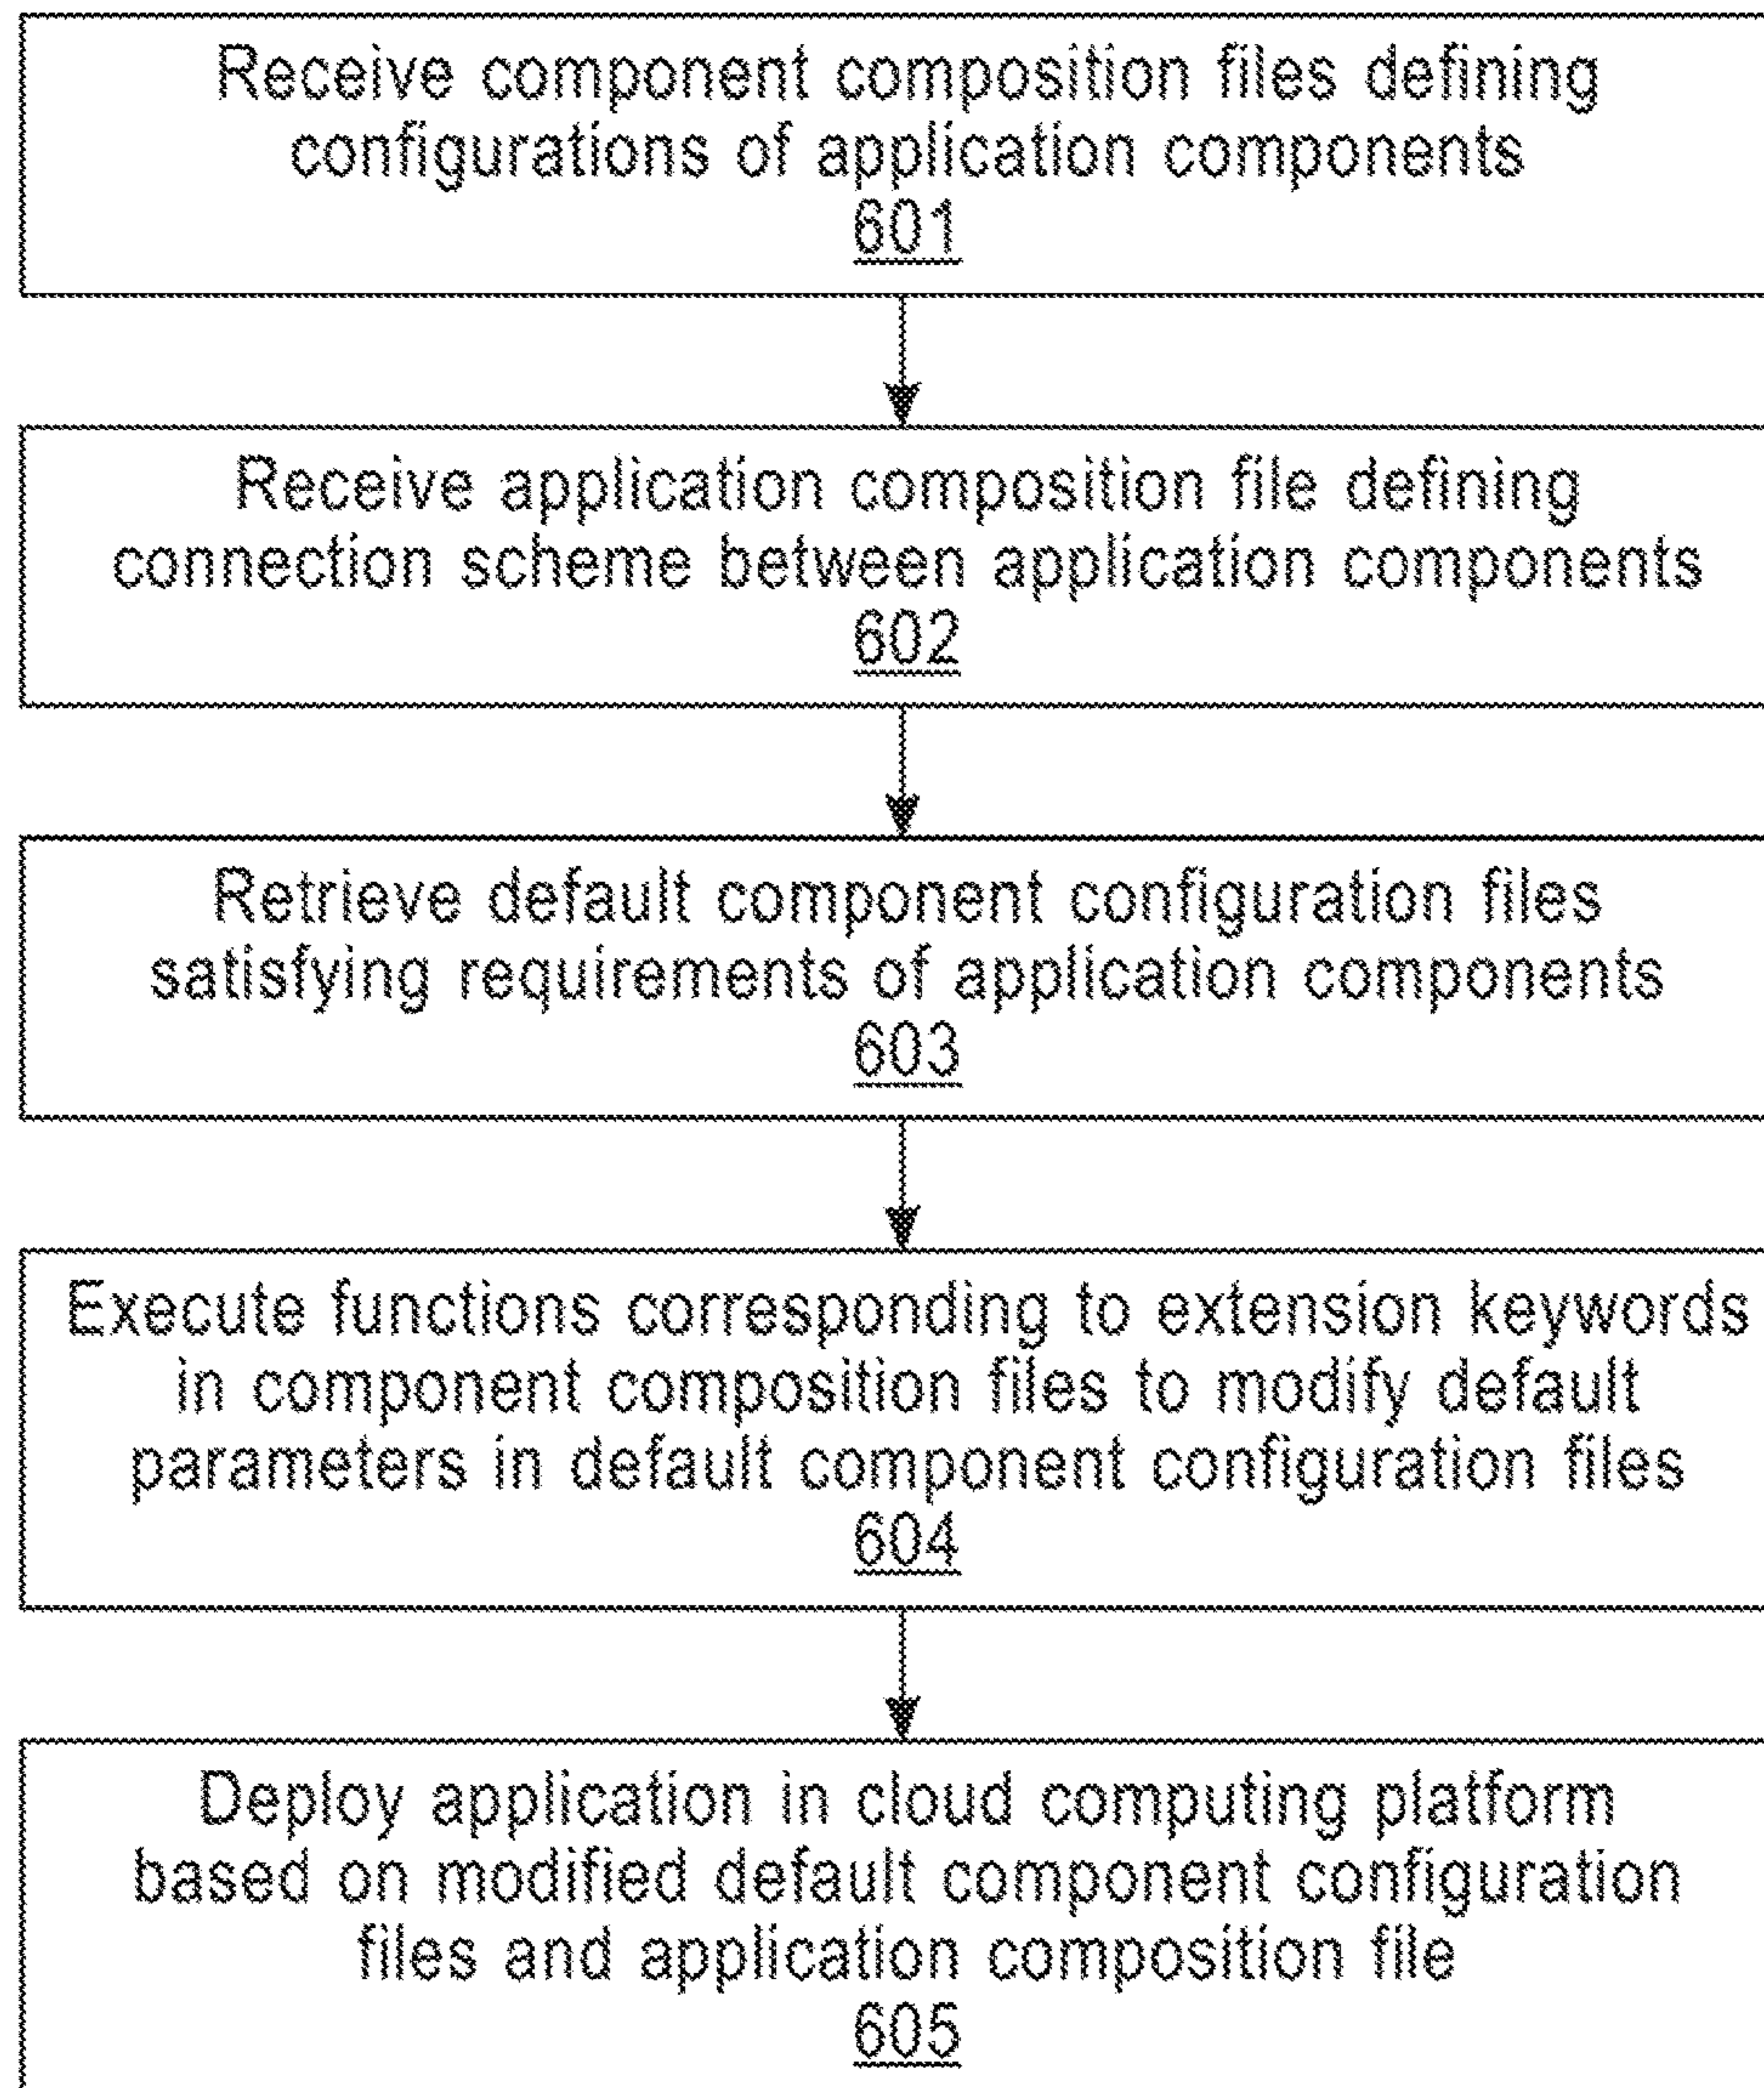 Receive component composition files defining
configurations of application components
601
Receive application composition file defining
connection scheme between application components
602
Retrieve default component configuration files
satisfying requirements of application components
603
Execute functions corresponding to extension keywords
in component composition files to modify default
parameters in default component configuration files
604
Deploy application in cloud computing platform
based on modified default component configuration
files and application composition file
605